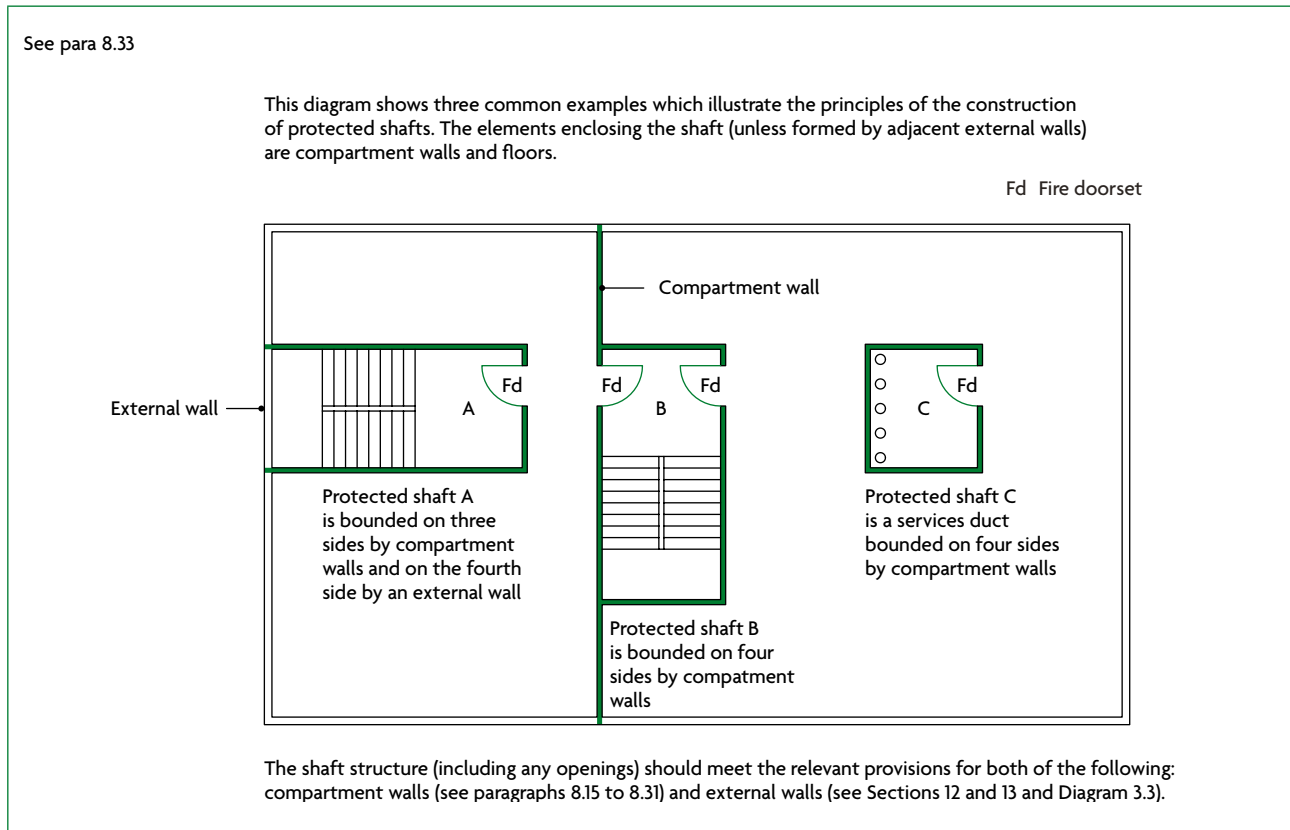 See para 8.33
This diagram shows three common examples which illustrate the principles of the construction
of protected shafts. The elements enclosing the shaft (unless formed by adjacent external walls)
are compartment walls and floors.
Fd Fire doorset
Compartment wall
External wall
Fd
A
Fd
B
Fd
C
Fd
Protected shaft A
is bounded on three
sides by compartment
walls and on the fourth
side by an external wall
Protected shaft B
is bounded on four
sides by compatment
walls
Protected shaft C
is a services duct
bounded on four sides
by compartment walls
The shaft structure (including any openings) should meet the relevant provisions for both of the following:
compartment walls (see paragraphs 8.15 to 8.31) and external walls (see Sections 12 and 13 and Diagram 3.3).